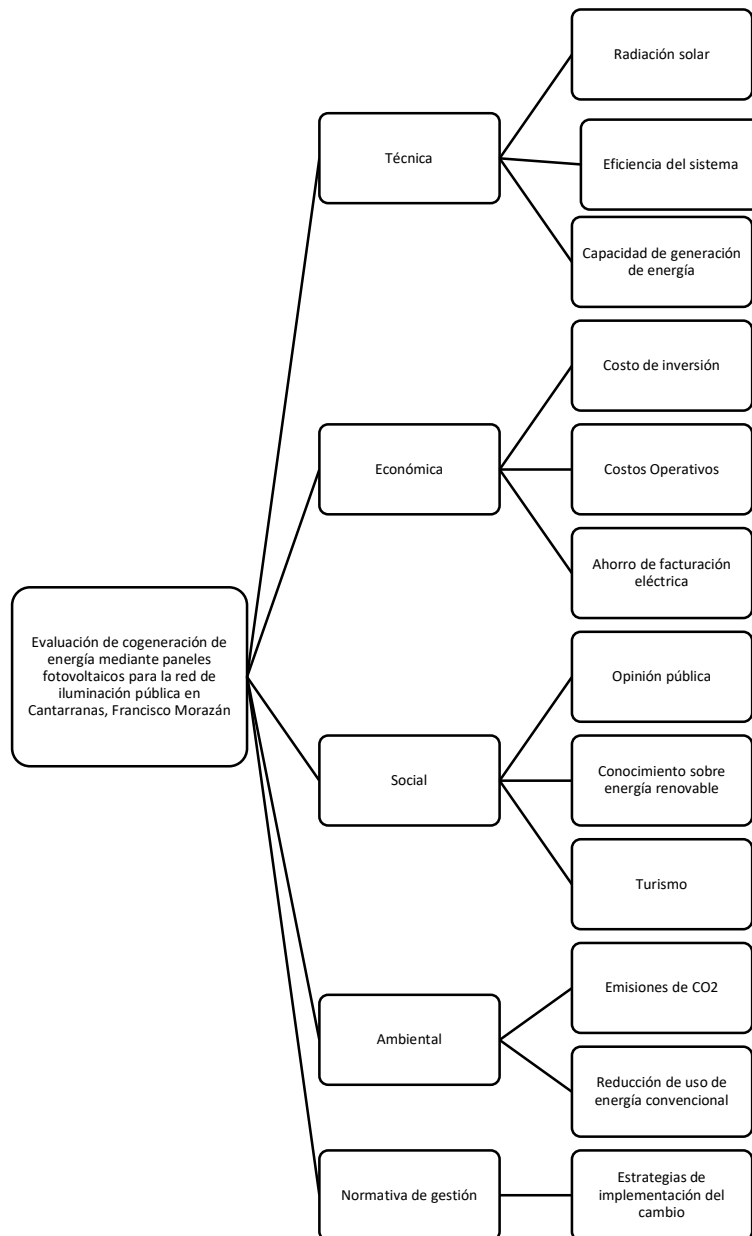 Radiación solar
Técnica
Eficiencia del sistema
Capacidad de generación
de energía
Costo de inversión
Económica
Costos Operativos
Ahorro de facturación
eléctrica
Evaluación de cogeneración de
energía mediante paneles
fotovoltaicos para la red de
iluminación pública en
Cantarranas, Francisco Morazán
Opinión pública
Social
Conocimiento sobre
energía renovable
Turismo
Emisiones de CO2
Ambiental
Reducción de uso de
energía convencional
Normativa de gestión
Estrategias de
implementación del
cambio